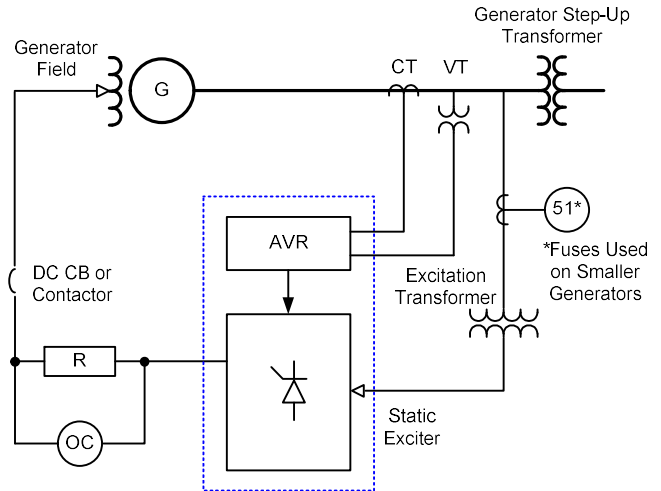 Generator Step-Up
Transformer
Generator
Field
CT
VT
G
51*
*Fuses Used
on Smaller
Generators
AVR
Excitation
Transformer
DC CB or
Contactor
R
OC
Static
Exciter